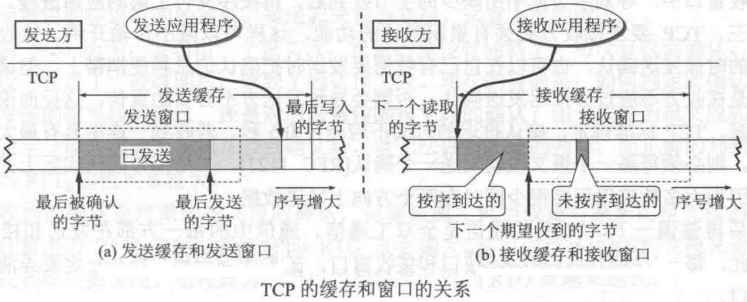 发送方
发送应用程序
TCP
发送缓存
发送窗口
最后写入
的字节
已发送
最后被确认
的字节
最后发送
的字节
序号增大
(a) 发送缓存和发送窗口
接收方
接收应用程序
TCP
下一个读取
的字节
接收缓存
接收窗口
按序到达的
未按序到达的
序号增大
下一个期望收到的字节
(b) 接收缓存和接收窗口
TCP 的缓存和窗口的关系